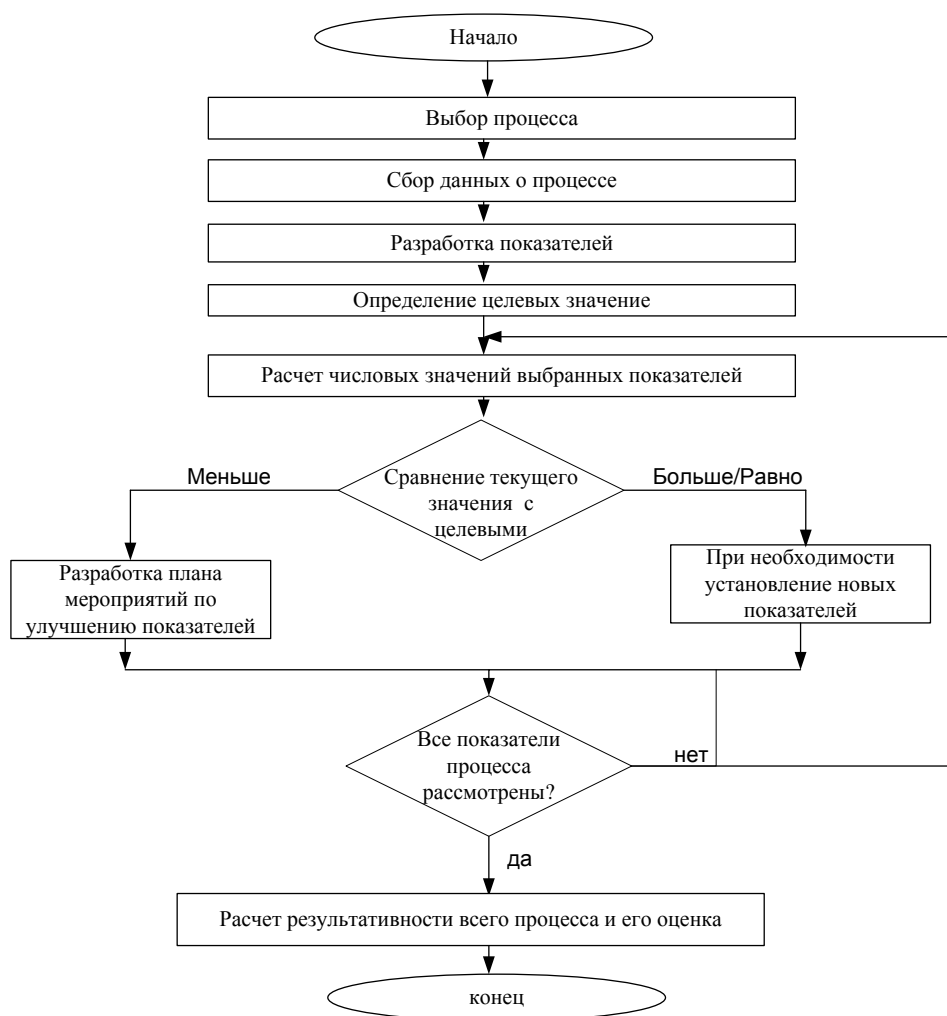 Начало
Выбор процесса
Сбор данных о процессе
Разработка показателей
Определение целевых значение
Расчет числовых значений выбранных показателей
Меньше
Сравнение текущего
значения с
целевыми
Больше/Равно
Разработка плана
мероприятий по
улучшению показателей
При необходимости
установление новых
показателей
Все показатели
процесса
рассмотрены?
нет
да
Расчет результативности всего процесса и его оценка
конец